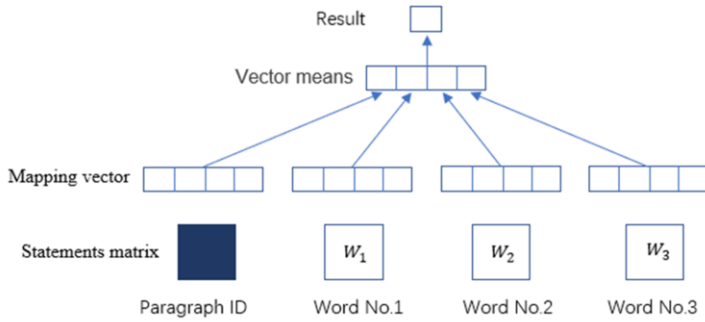 Result
Vector means
Mapping vector
Statements matrix W₁ W₂ W₃
Paragraph ID Word No.1 Word No.2 Word No.3